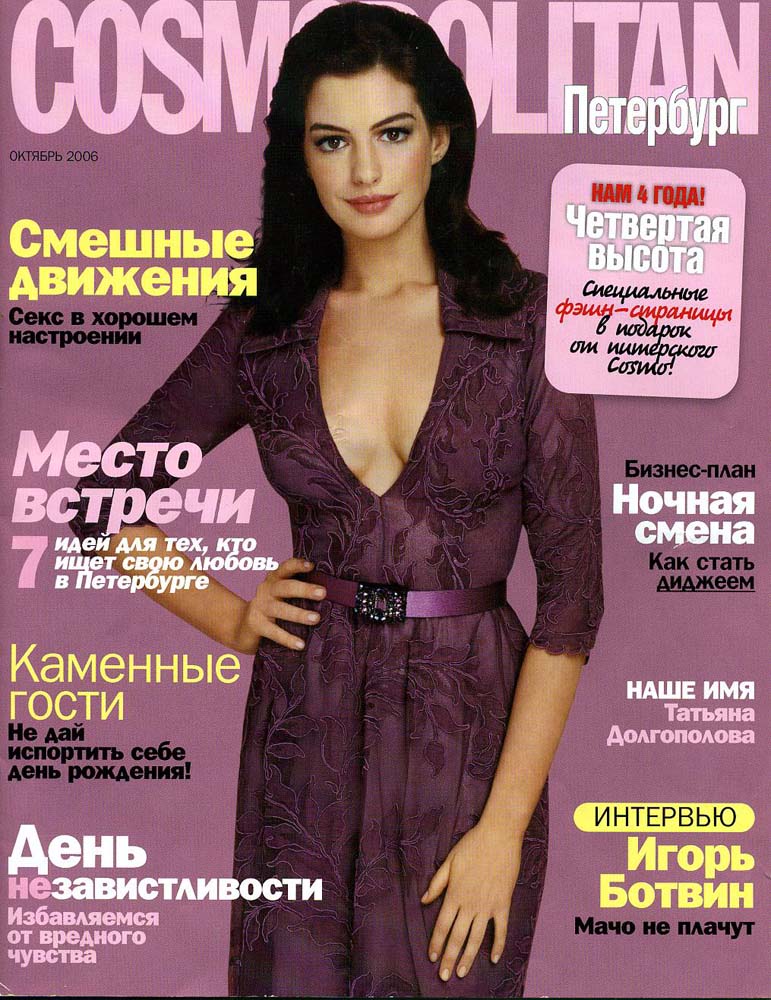 COSMOPOLITAN
Петербург
ОКТЯБРЬ 2006
НАМ 4 ГОДА!
Четвертая
высота
Специальные
фэшн-страницы
в подарок
от питерского
Cosmo!
Смешные
движения
Секс в хорошем
настроении
Место
встречи
7 идей для тех, кто
ищет свою любовь
в Петербурге
Бизнес-план
Ночная
смена
Как стать
диджеем
Каменные
гости
Не дай
испортить себе
день рождения!
НАШЕ ИМЯ
Татьяна
Долгополова
День
независтливости
Избавляемся
от вредного
чувства
ИНТЕРВЬЮ
Игорь
Ботвин
Мачо не плачут